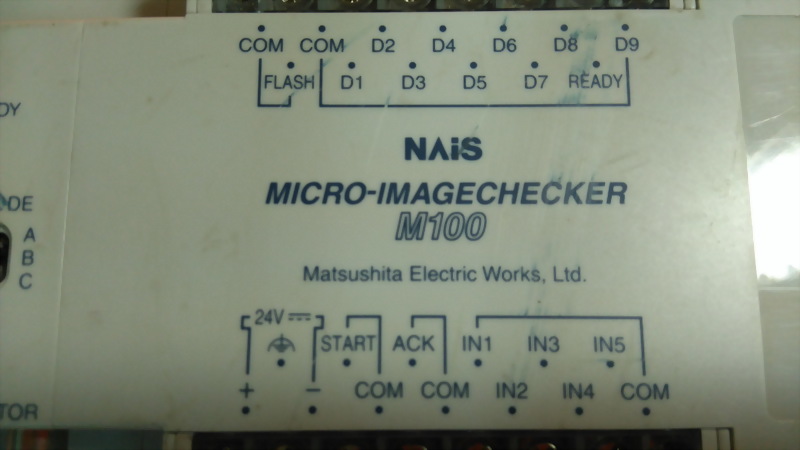 COM COM D2 D4 D6 D8 D9
FLASH D1 D3 D5 D7 READY
NAiS
MICRO-IMAGECHECKER
M100
Matsushita Electric Works, Ltd.
24V
START ACK IN1 IN3 IN5
+ − COM COM IN2 IN4 COM
DY
DE
A
B
C
TOR